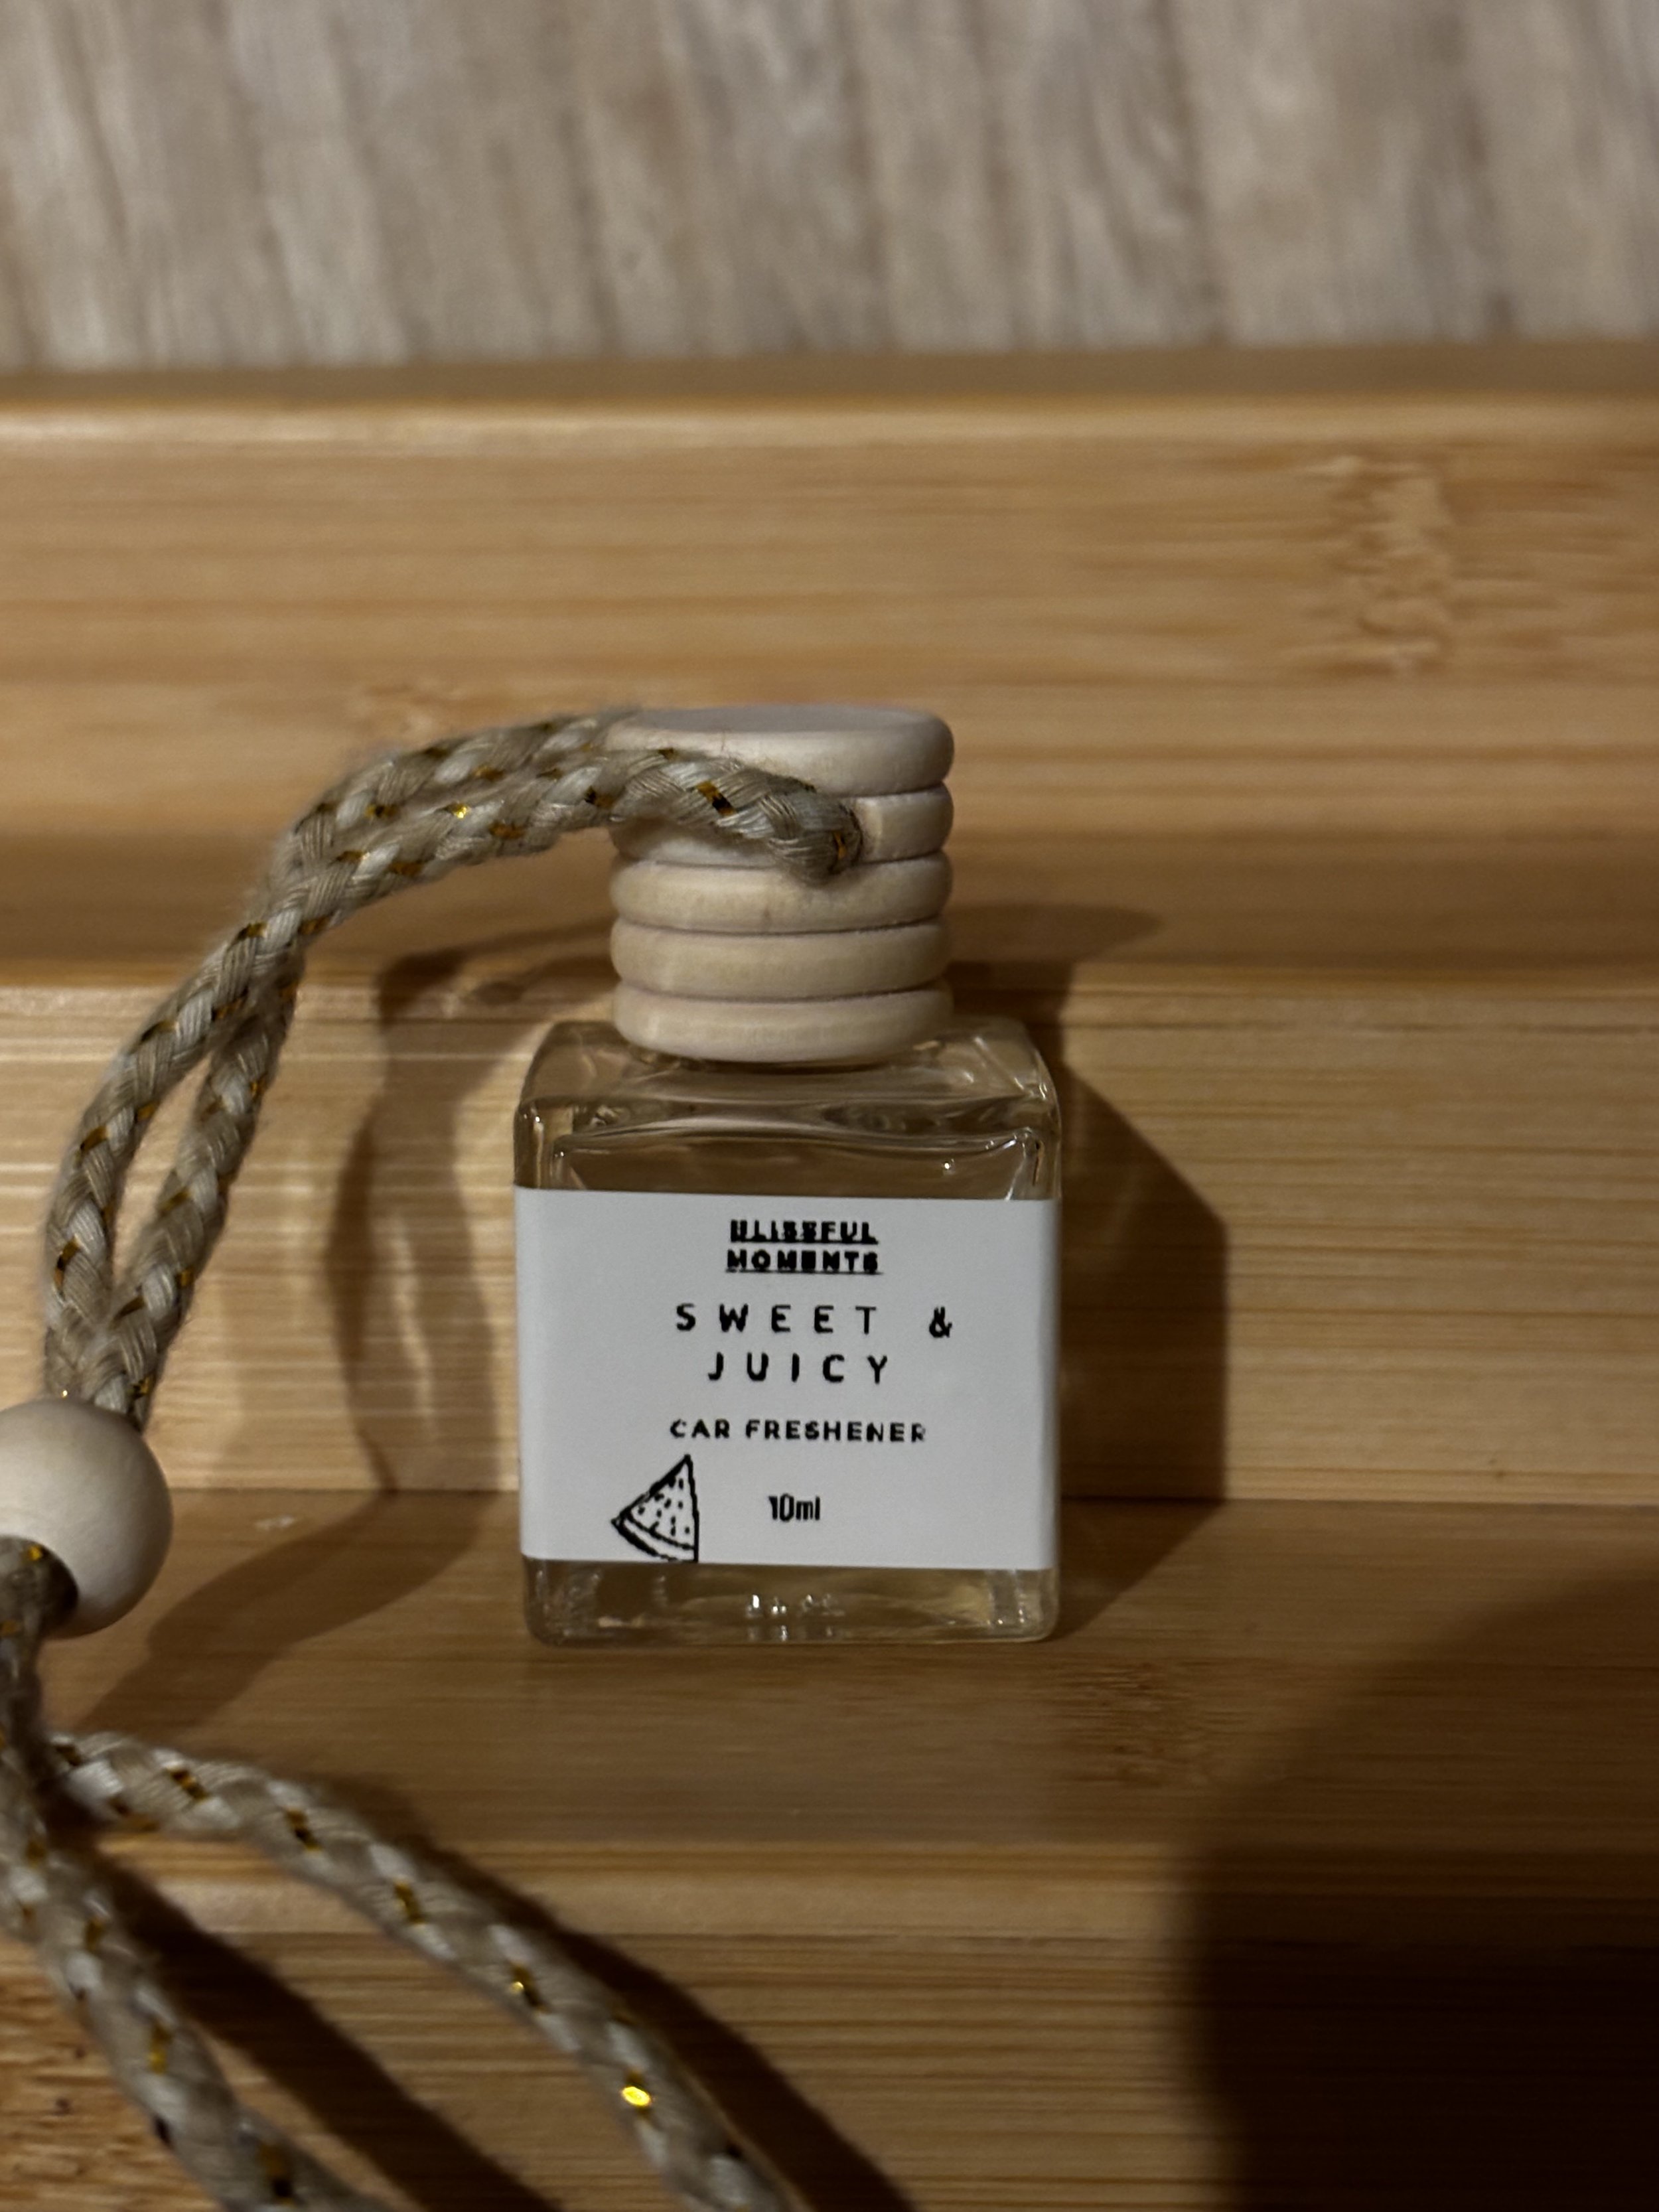 BLISSFUL
MOMENTS
SWEET &
JUICY
CAR FRESHENER
10ml